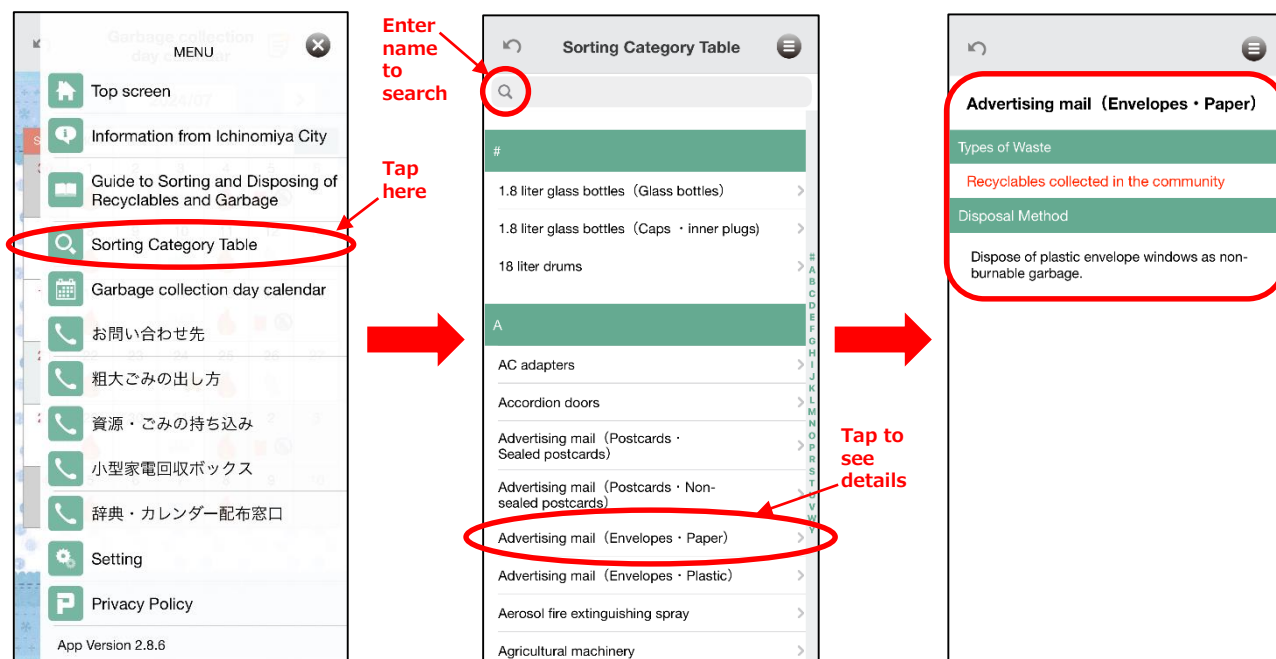 MENU
Garbage collection
day calendar
2024/07
Top screen
Information from Ichinomiya City
Guide to Sorting and Disposing of
Recyclables and Garbage
Sorting Category Table
Garbage collection day calendar
お問い合わせ先
粗大ごみの出し方
資源・ごみの持ち込み
小型家電回収ボックス
辞典・カレンダー配布窓口
Setting
Privacy Policy
App Version 2.8.6
Tap
here
Enter
name
to
search
Sorting Category Table
#
1.8 liter glass bottles（Glass bottles）
1.8 liter glass bottles（Caps ・inner plugs）
18 liter drums
A
AC adapters
Accordion doors
Advertising mail（Postcards・
Sealed postcards）
Advertising mail（Postcards・Non-
sealed postcards）
Advertising mail（Envelopes・Paper）
Advertising mail（Envelopes・Plastic）
Aerosol fire extinguishing spray
Agricultural machinery
#
A
B
C
D
E
F
G
H
I
J
K
L
M
N
O
P
R
S
T
U
V
W
Y
Tap to
see
details
Advertising mail（Envelopes・Paper）
Types of Waste
Recyclables collected in the community
Disposal Method
Dispose of plastic envelope windows as non-
burnable garbage.